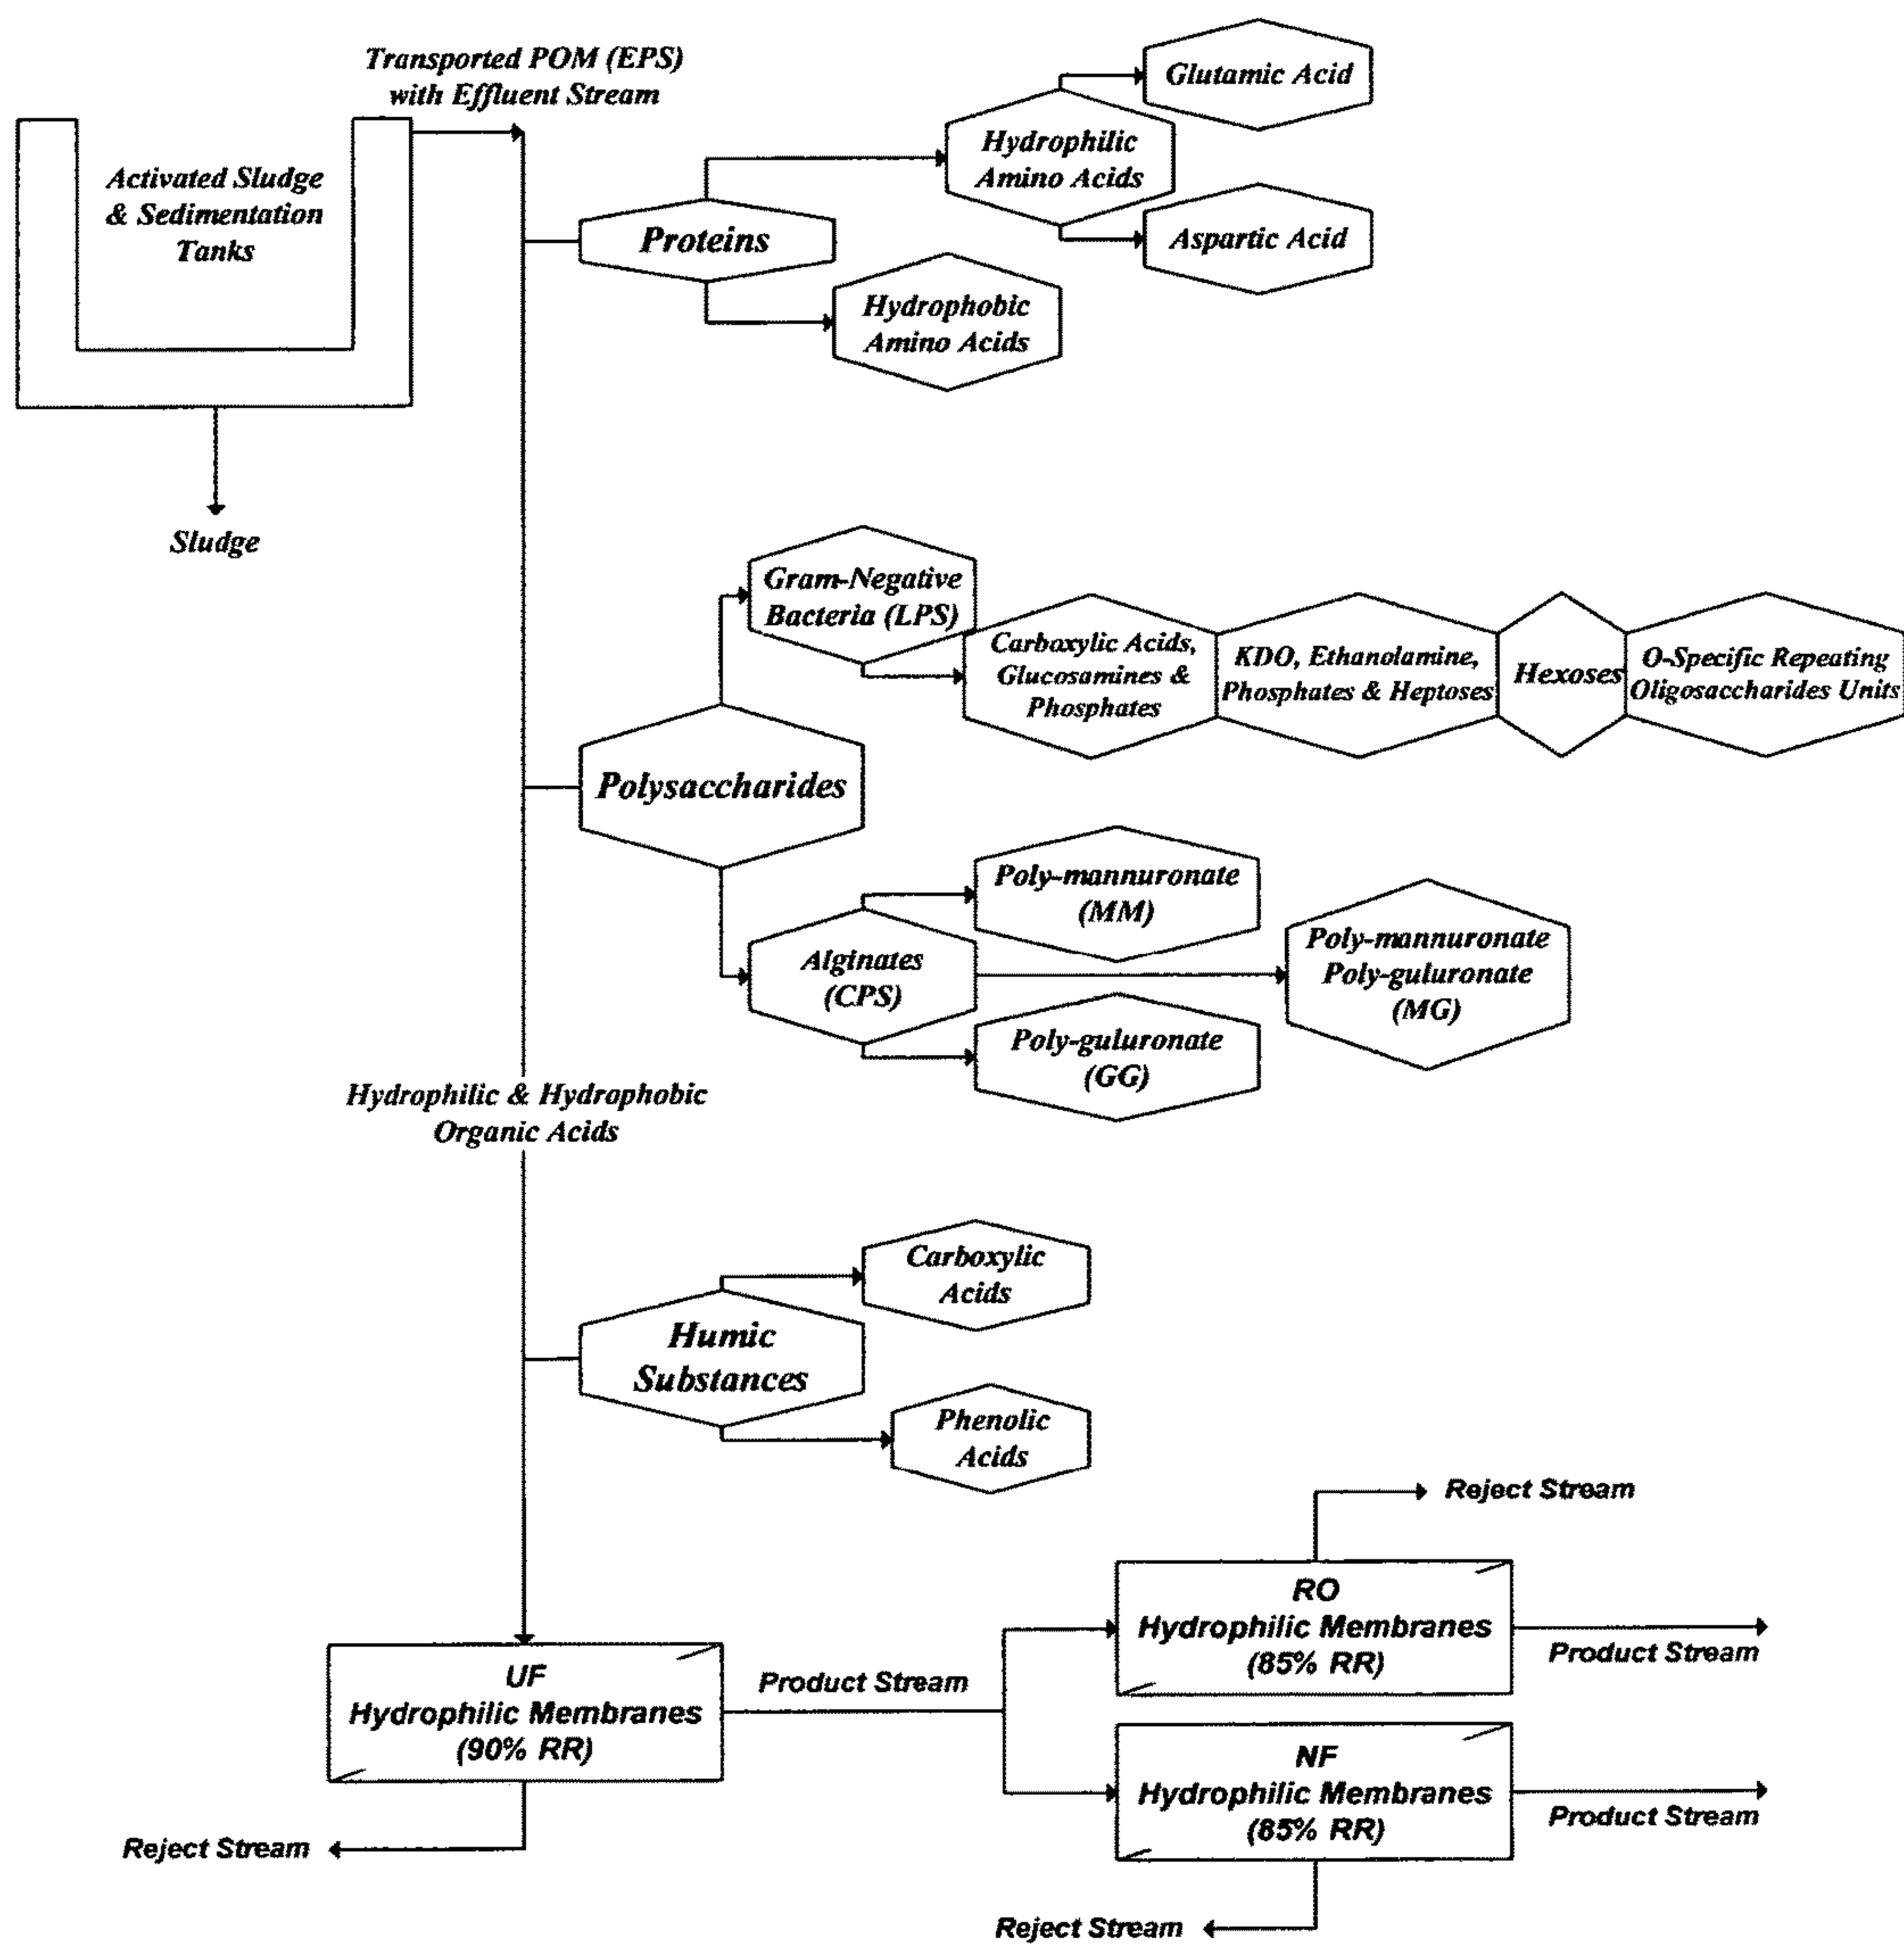 Transported POM (EPS)
with Effluent Stream
Activated Sludge
& Sedimentation
Tanks
Sludge
Proteins
Hydrophilic
Amino Acids
Glutamic Acid
Aspartic Acid
Hydrophobic
Amino Acids
Polysaccharides
Gram-Negative
Bacteria (LPS)
Carboxylic Acids,
Glucosamines &
Phosphates
KDO, Ethanolamine,
Phosphates & Heptoses
Hexoses
O-Specific Repeating
Oligosaccharides Units
Alginates
(CPS)
Poly-mannuronate
(MM)
Poly-mannuronate
Poly-guluronate
(MG)
Poly-guluronate
(GG)
Hydrophilic & Hydrophobic
Organic Acids
Humic
Substances
Carboxylic
Acids
Phenolic
Acids
UF
Hydrophilic Membranes
(90% RR)
Reject Stream
Product Stream
Reject Stream
RO
Hydrophilic Membranes
(85% RR)
Product Stream
NF
Hydrophilic Membranes
(85% RR)
Product Stream
Reject Stream